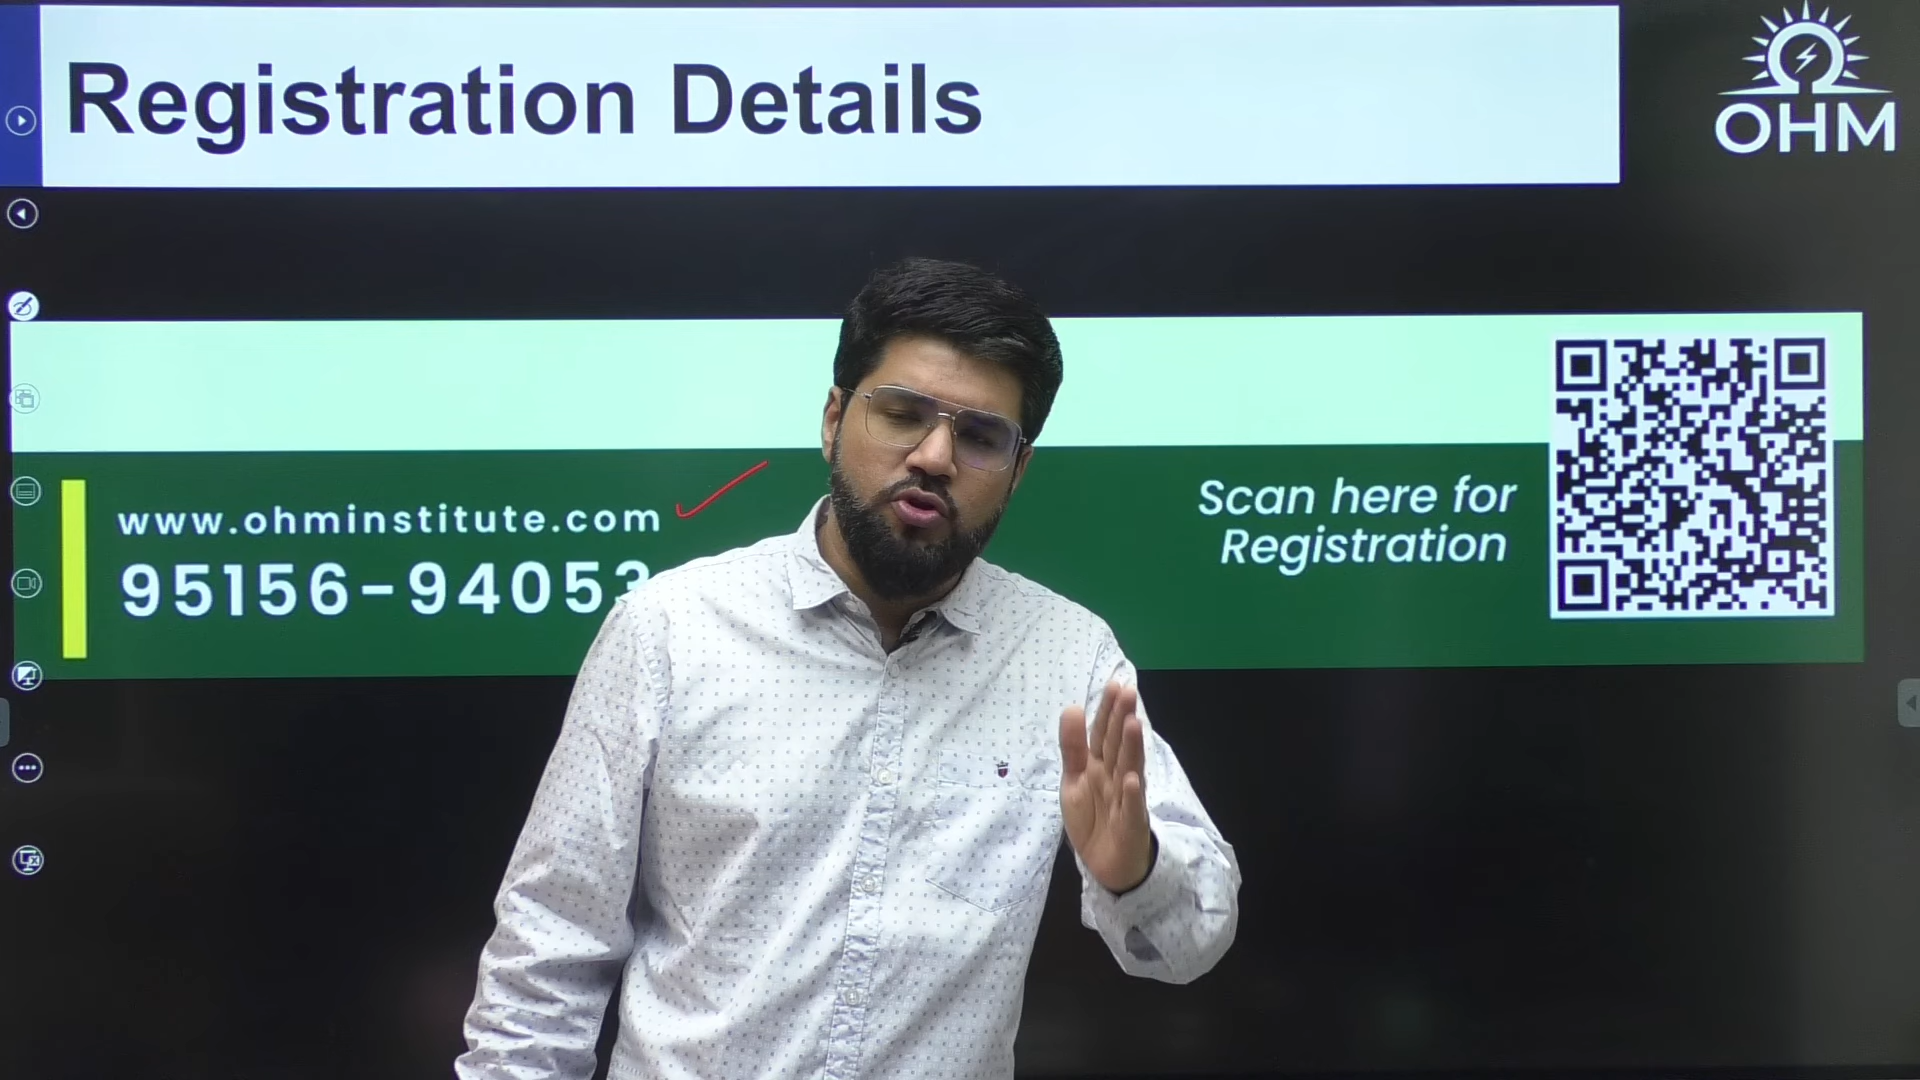 Registration Details
OHM
www.ohminstitute.com
95156-94053
Scan here for
Registration